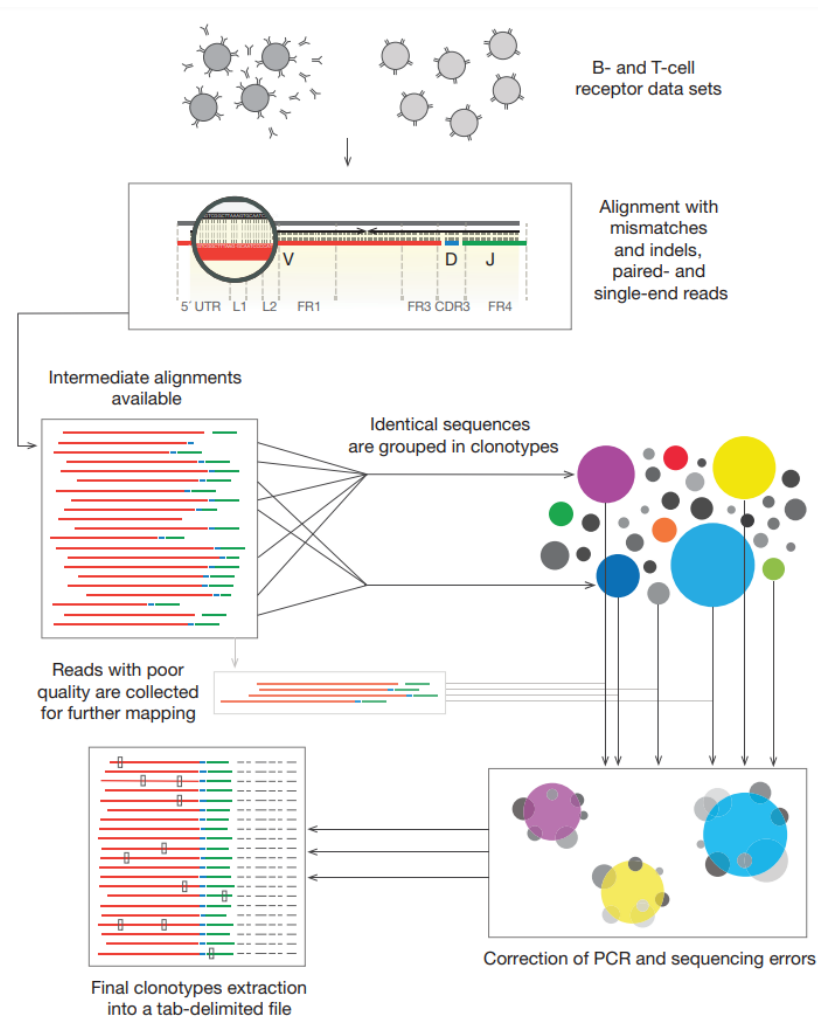 B- and T-cell
receptor data sets
Alignment with
mismatches
and indels,
paired- and
single-end reads
V
D
J
5´ UTR
L1
L2
FR1
FR3
CDR3
FR4
Intermediate alignments
available
Identical sequences
are grouped in clonotypes
Reads with poor
quality are collected
for further mapping
Correction of PCR and sequencing errors
Final clonotypes extraction
into a tab-delimited file